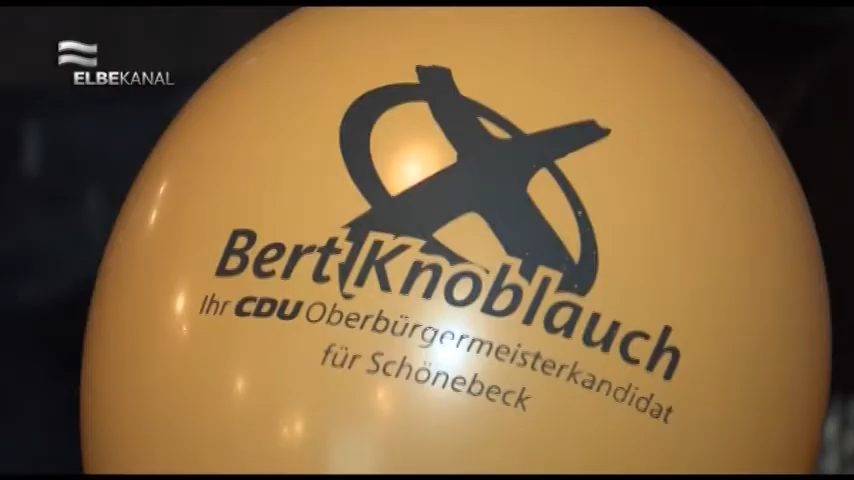 ELBEKANAL
Bert Knoblauch
Ihr CDU Oberbürgermeisterkandidat
für Schönebeck